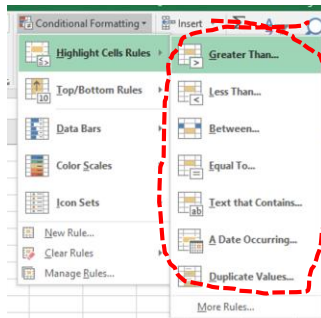 Conditional Formatting
Insert
Highlight Cells Rules
Top/Bottom Rules
Data Bars
Color Scales
Icon Sets
New Rule...
Clear Rules
Manage Rules...
Greater Than...
Less Than...
Between...
Equal To...
Text that Contains...
A Date Occurring...
Duplicate Values...
More Rules...